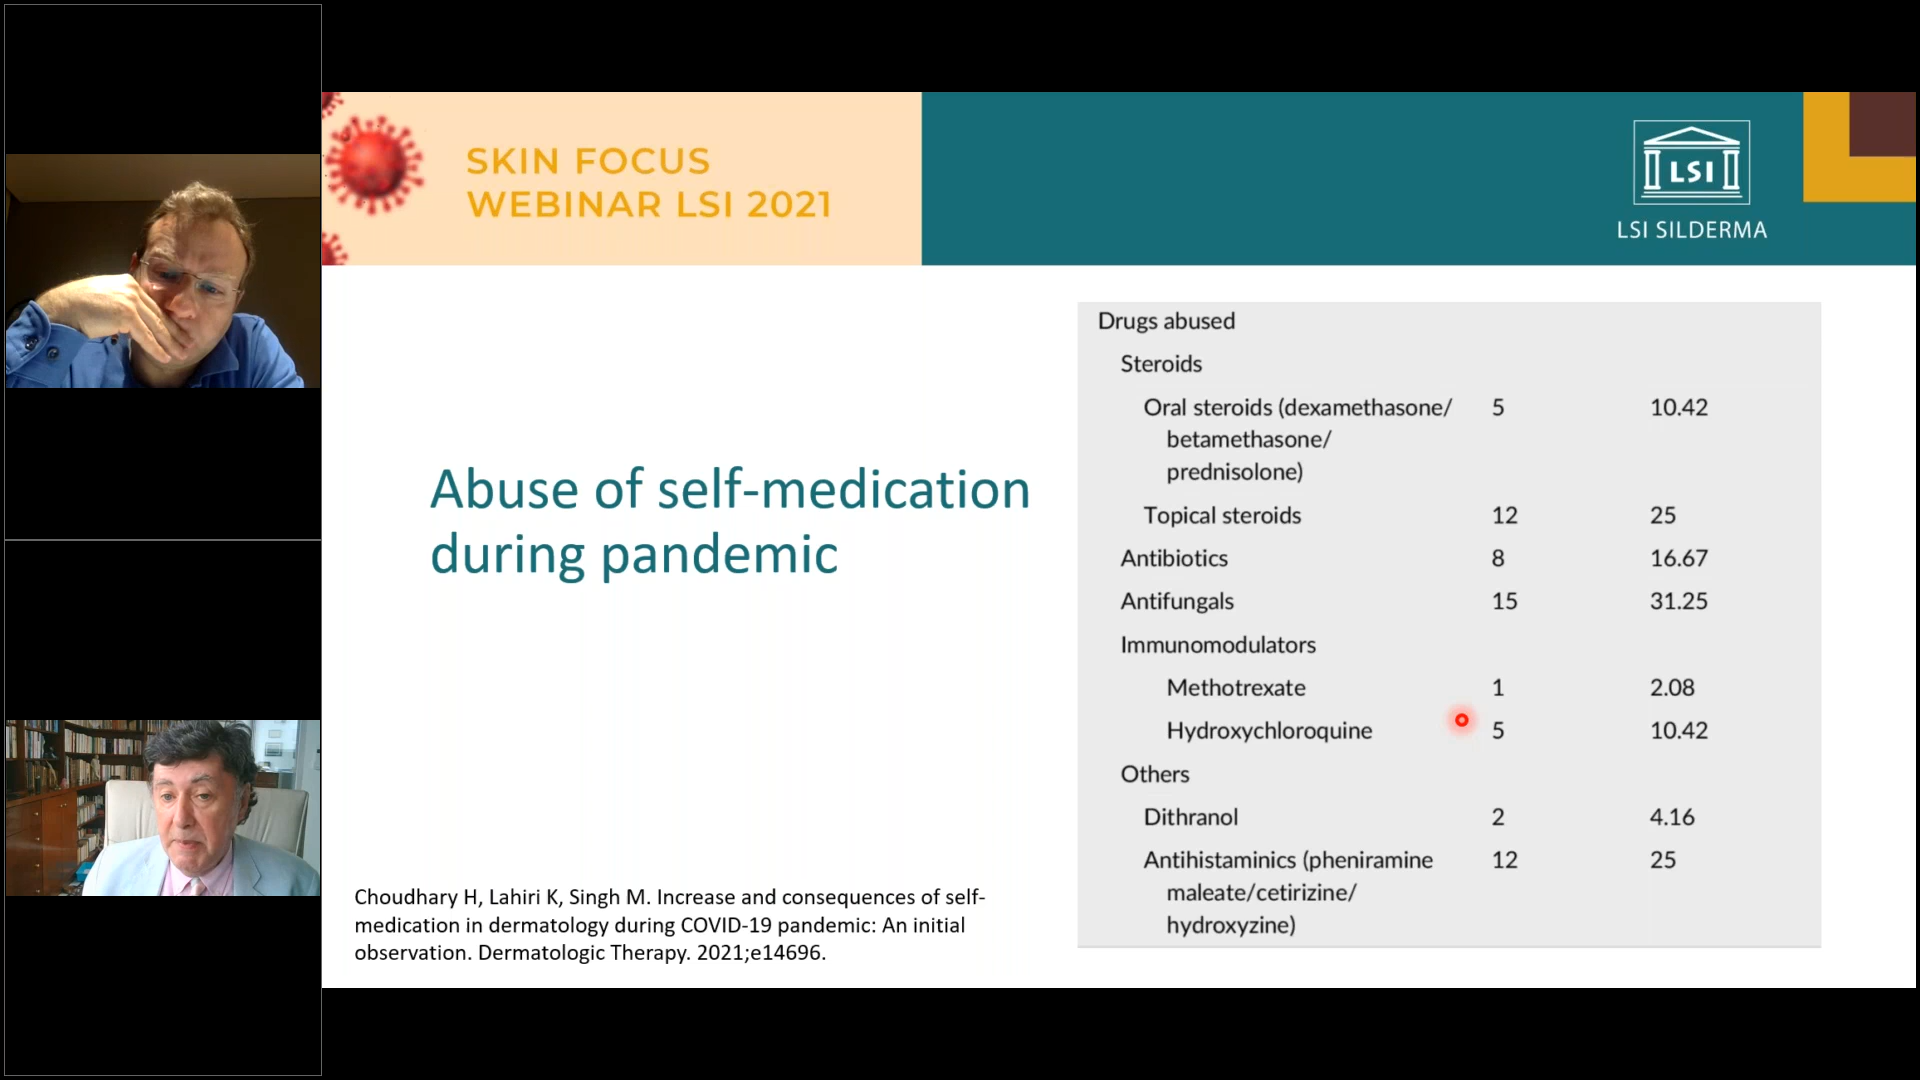 SKIN FOCUS
WEBINAR LSI 2021
LSI
LSI SILDERMA
Abuse of self-medication
during pandemic
Drugs abused
Steroids
Oral steroids (dexamethasone/ 5 10.42
betamethasone/
prednisolone)
Topical steroids 12 25
Antibiotics 8 16.67
Antifungals 15 31.25
Immunomodulators
Methotrexate 1 2.08
Hydroxychloroquine 5 10.42
Others
Dithranol 2 4.16
Antihistaminics (pheniramine 12 25
maleate/cetirizine/
hydroxyzine)
Choudhary H, Lahiri K, Singh M. Increase and consequences of self-
medication in dermatology during COVID-19 pandemic: An initial
observation. Dermatologic Therapy. 2021;e14696.